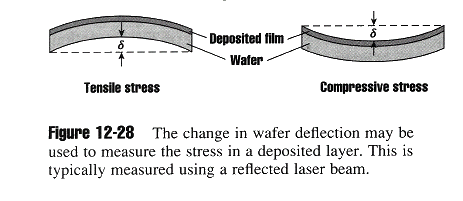 δ
Deposited film
δ
Wafer
Tensile stress
Compressive stress
Figure 12-28 The change in wafer deflection may be
used to measure the stress in a deposited layer. This is
typically measured using a reflected laser beam.